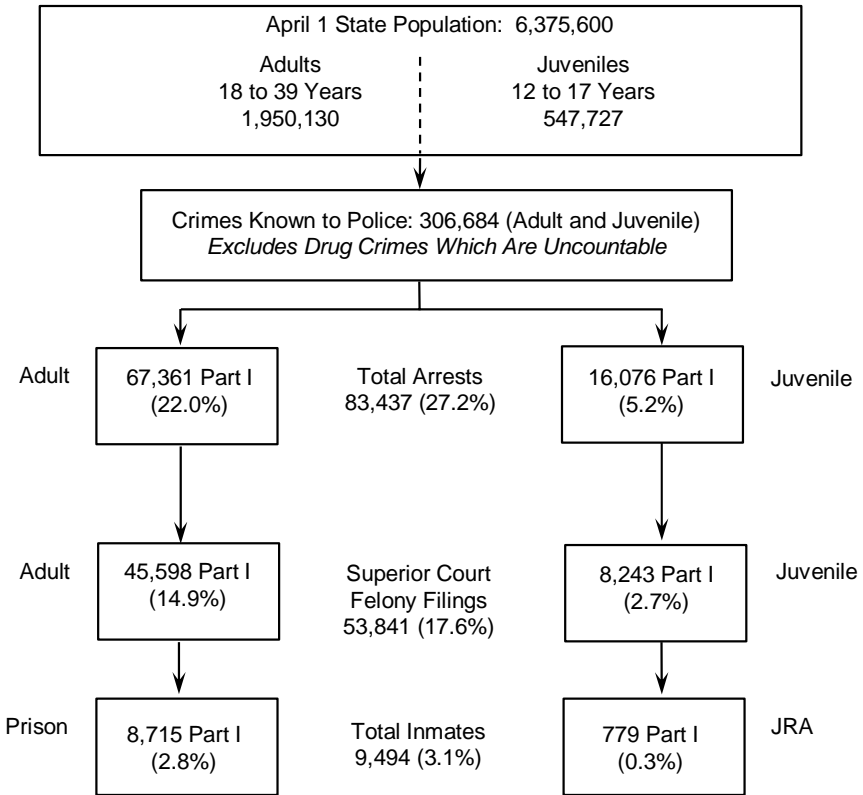 April 1 State Population: 6,375,600
Adults
18 to 39 Years
1,950,130
Juveniles
12 to 17 Years
547,727
Crimes Known to Police: 306,684 (Adult and Juvenile)
Excludes Drug Crimes Which Are Uncountable
Adult
67,361 Part I
(22.0%)
Total Arrests
83,437 (27.2%)
16,076 Part I
(5.2%)
Juvenile
Adult
45,598 Part I
(14.9%)
Superior Court
Felony Filings
53,841 (17.6%)
8,243 Part I
(2.7%)
Juvenile
Prison
8,715 Part I
(2.8%)
Total Inmates
9,494 (3.1%)
779 Part I
(0.3%)
JRA